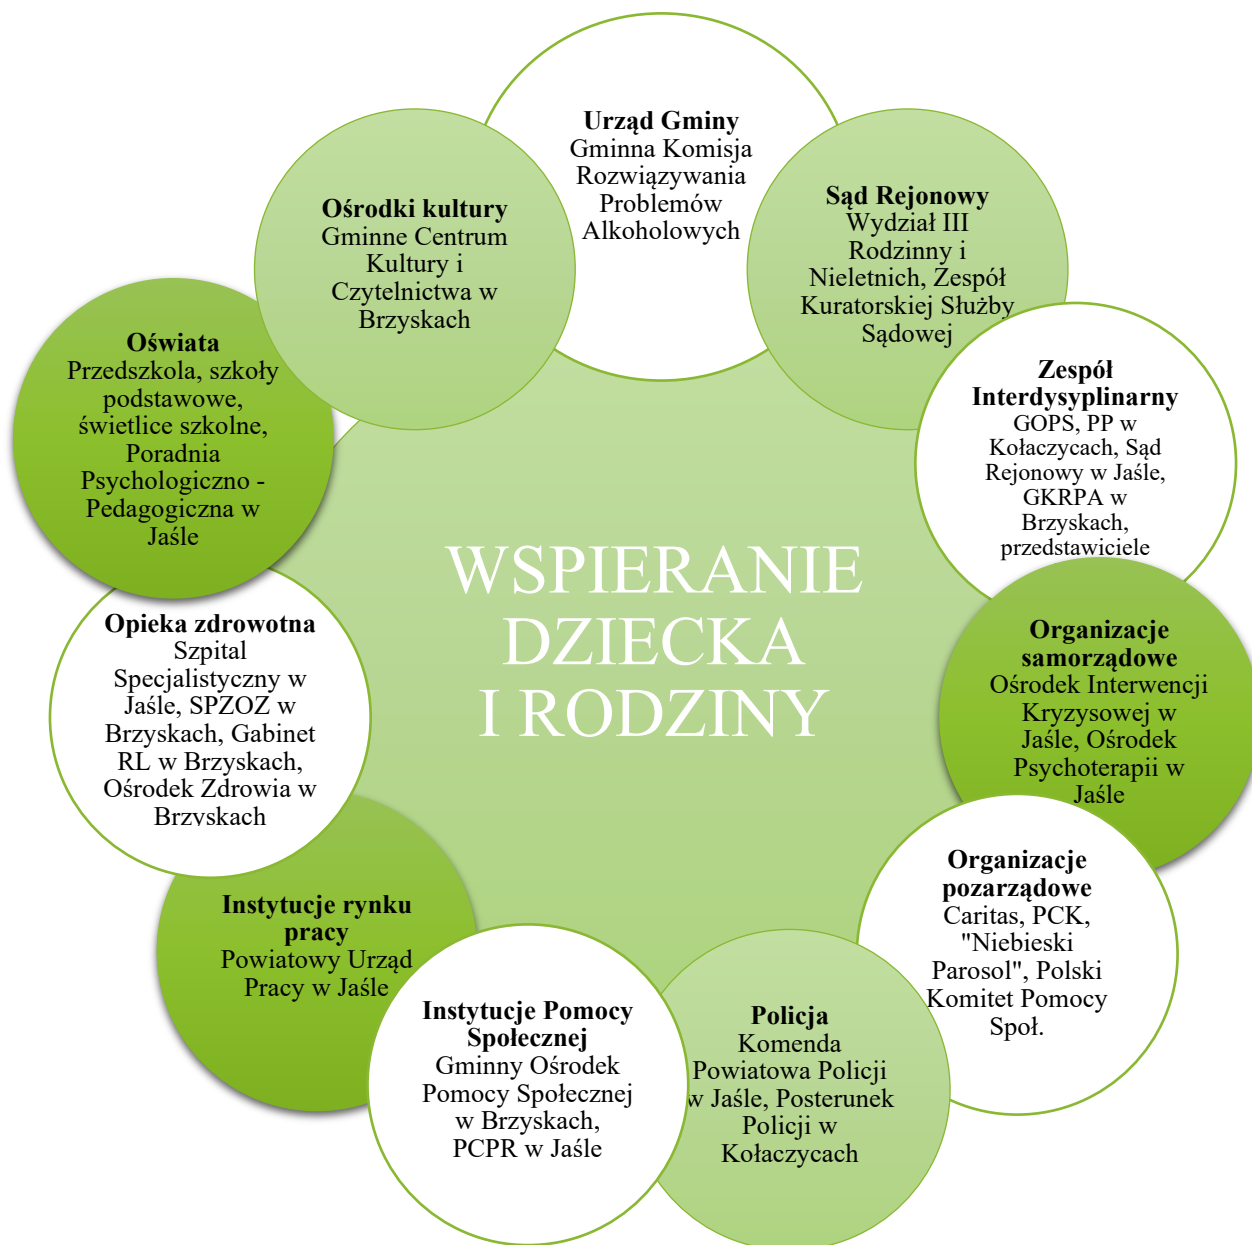 Urząd Gminy
Gminna Komisja
Rozwiązywania
Problemów
Alkoholowych
Sąd Rejonowy
Wydział III
Rodzinny i
Nieletnich, Zespół
Kuratorskiej Służby
Sądowej
Zespół
Interdysyplinarny
GOPS, PP w
Kołaczycach, Sąd
Rejonowy w Jaśle,
GKRPA w
Brzyskach,
przedstawiciele
Organizacje
samorządowe
Ośrodek Interwencji
Kryzysowej w
Jaśle, Ośrodek
Psychoterapii w
Jaśle
Organizacje
pozarządowe
Caritas, PCK,
"Niebieski
Parosol", Polski
Komitet Pomocy
Społ.
Policja
Komenda
Powiatowa Policji
w Jaśle, Posterunek
Policji w
Kołaczycach
Instytucje Pomocy
Społecznej
Gminny Ośrodek
Pomocy Społecznej
w Brzyskach,
PCPR w Jaśle
Instytucje rynku
pracy
Powiatowy Urząd
Pracy w Jaśle
Opieka zdrowotna
Szpital
Specjalistyczny w
Jaśle, SPZOZ w
Brzyskach, Gabinet
RL w Brzyskach,
Ośrodek Zdrowia w
Brzyskach
Oświata
Przedszkola, szkoły
podstawowe,
świetlice szkolne,
Poradnia
Psychologiczno -
Pedagogiczna w
Jaśle
Ośrodki kultury
Gminne Centrum
Kultury i
Czytelnictwa w
Brzyskach
WSPIERANIE
DZIECKA
I RODZINY